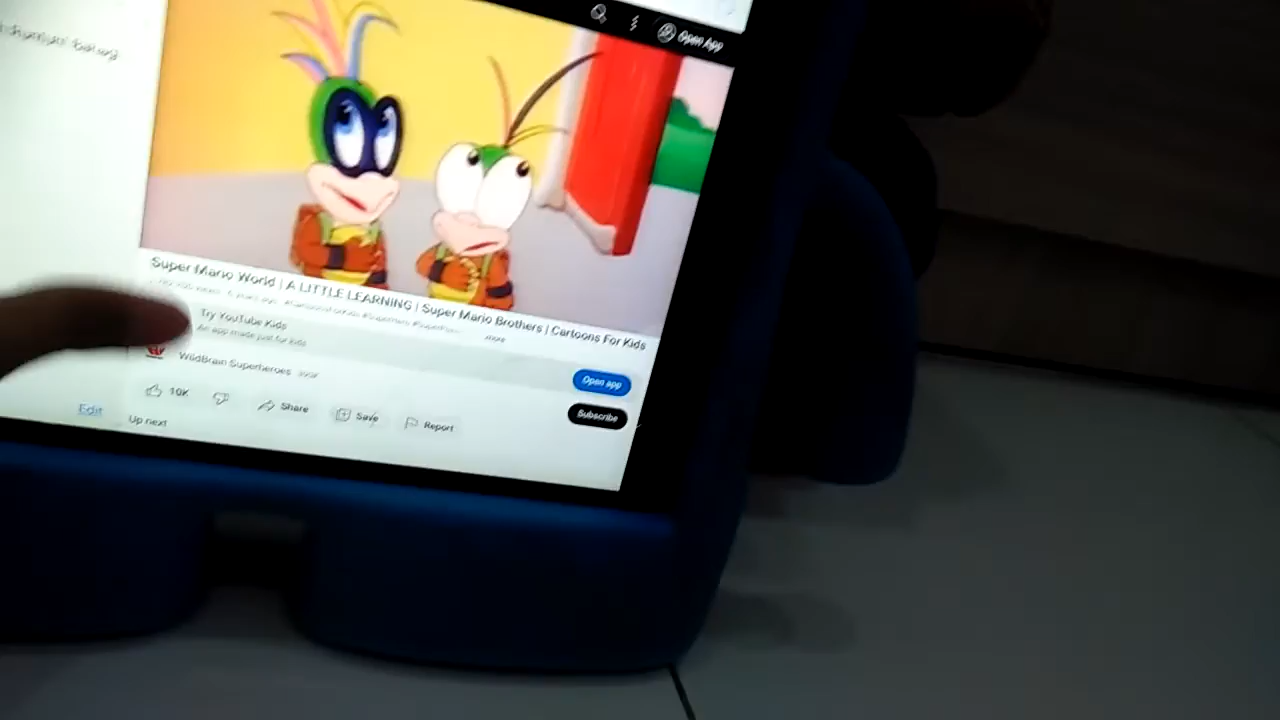 Open App
Super Mario World | A LITTLE LEARNING | Super Mario Brothers | Cartoons For Kids
...more
Try YouTube Kids
An app made just for kids
Open app
WildBrain Superheroes
Subscribe
10K
Share
Save
Report
Edit
Up next